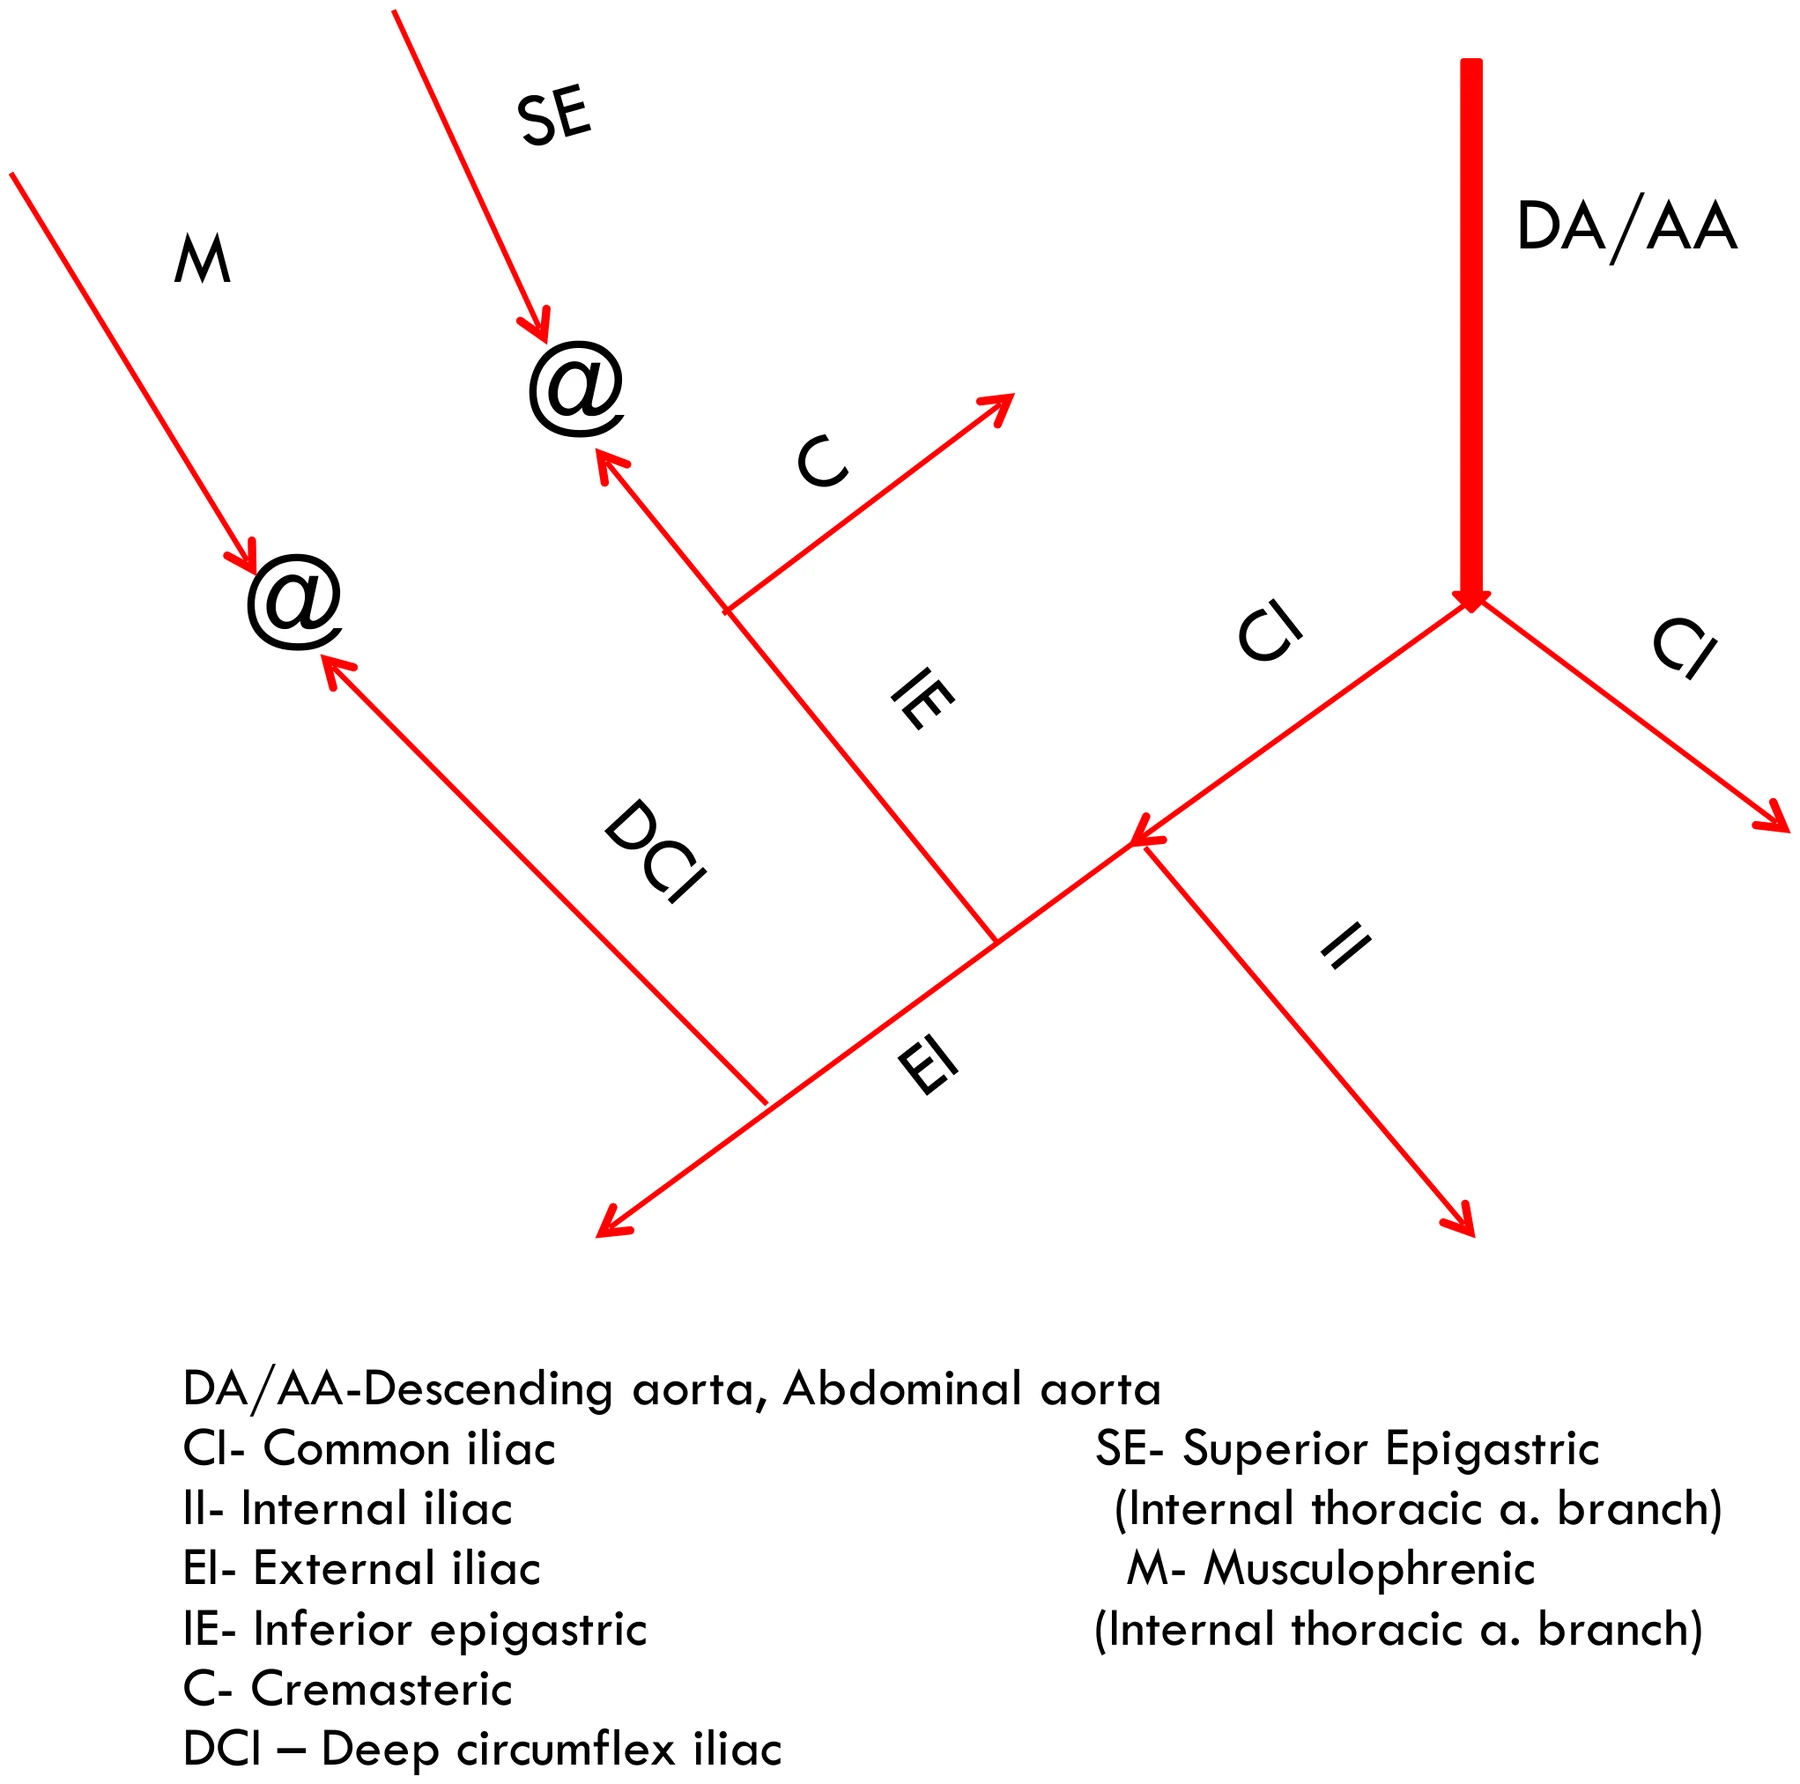 SE
M
DA/AA
@
C
@
CI
CI
IE
DCI
II
EI
DA/AA-Descending aorta, Abdominal aorta
CI- Common iliac
SE- Superior Epigastric
II- Internal iliac
(Internal thoracic a. branch)
EI- External iliac
M- Musculophrenic
IE- Inferior epigastric
(Internal thoracic a. branch)
C- Cremasteric
DCI – Deep circumflex iliac